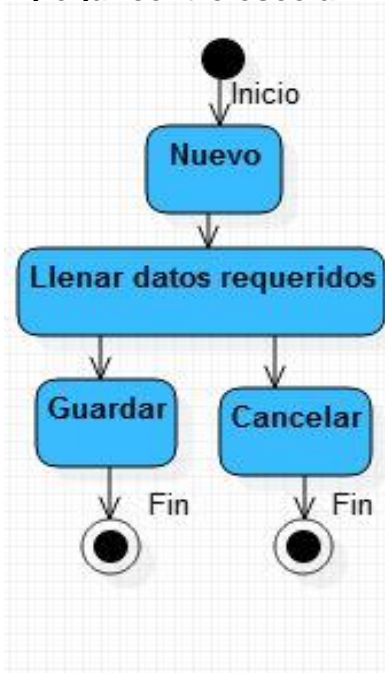 Inicio
Nuevo
Llenar datos requeridos
Guardar
Cancelar
Fin
Fin